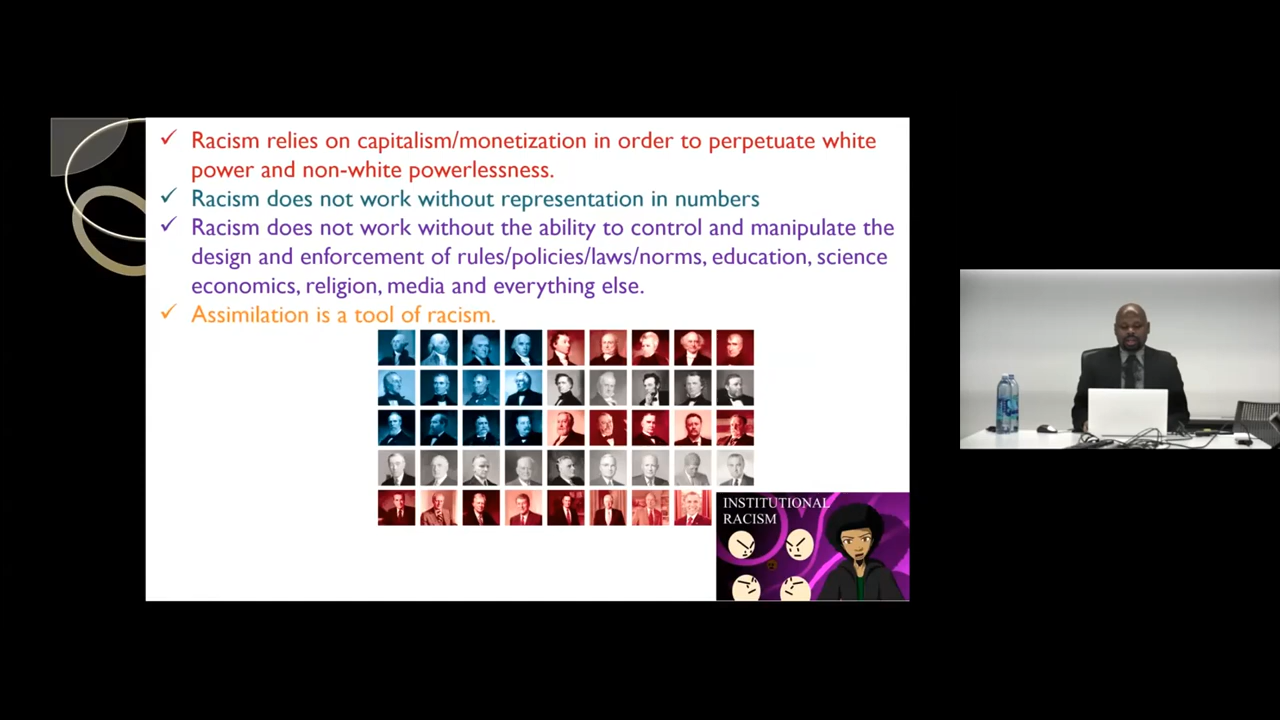 ✓ Racism relies on capitalism/monetization in order to perpetuate white
power and non-white powerlessness.
✓ Racism does not work without representation in numbers
✓ Racism does not work without the ability to control and manipulate the
design and enforcement of rules/policies/laws/norms, education, science
economics, religion, media and everything else.
✓ Assimilation is a tool of racism.
INSTITUTIONAL
RACISM